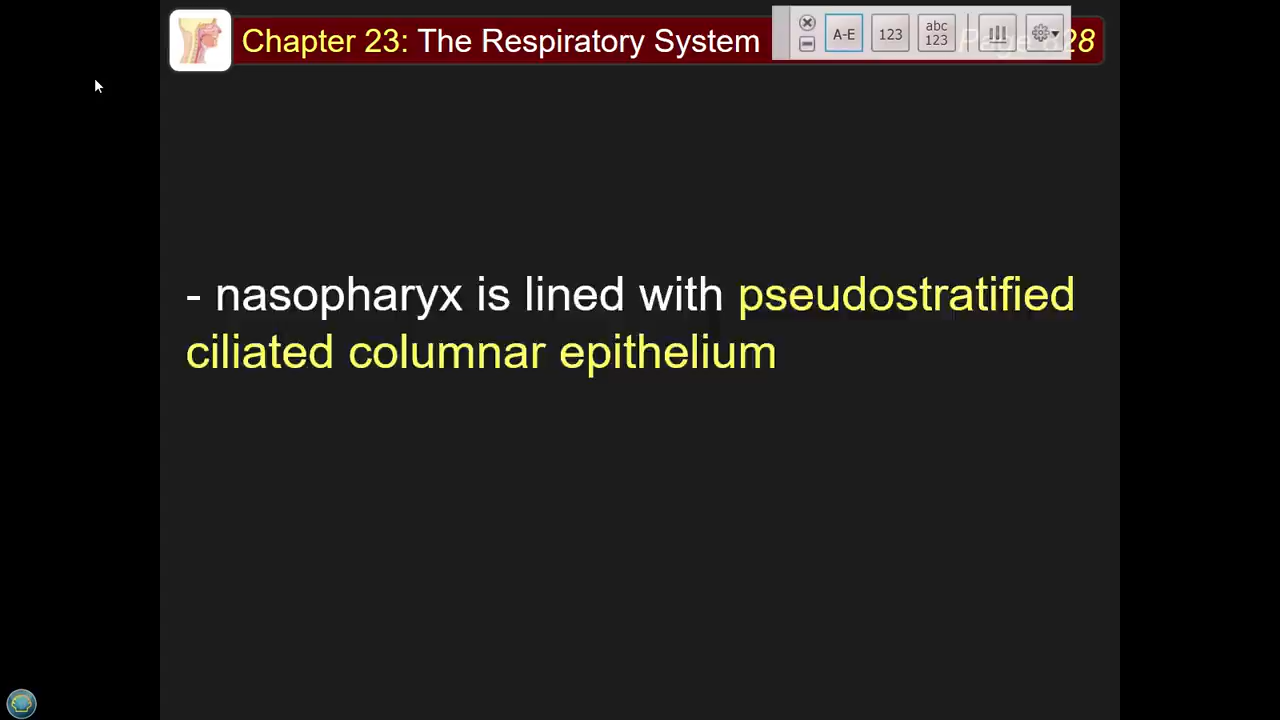 Chapter 23: The Respiratory System
A-E
123
abc
123
- nasopharyx is lined with pseudostratified
ciliated columnar epithelium